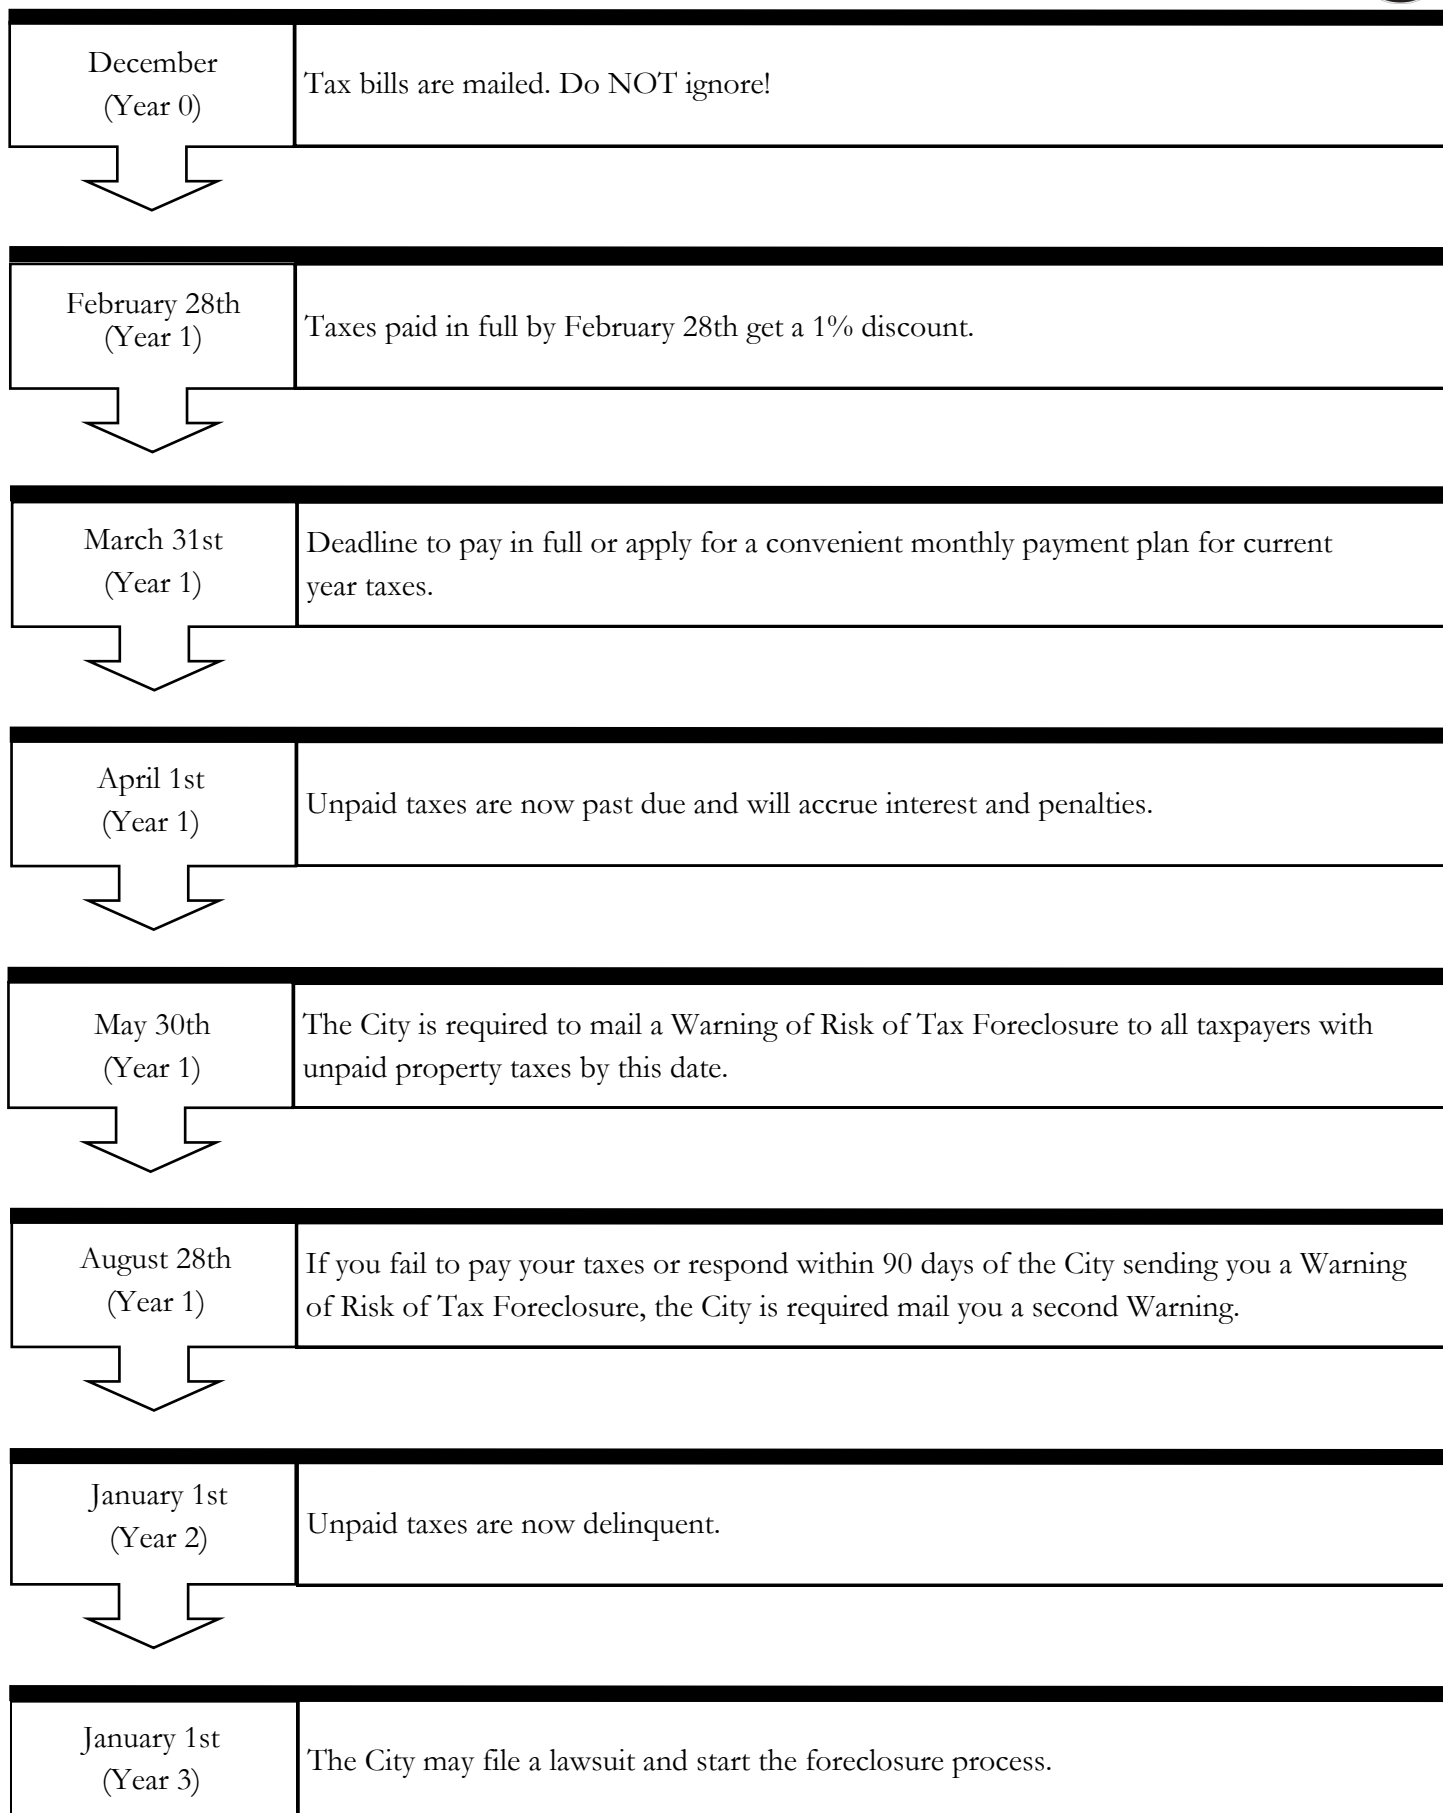 December
(Year 0)
Tax bills are mailed. Do NOT ignore!
February 28th
(Year 1)
Taxes paid in full by February 28th get a 1% discount.
March 31st
(Year 1)
Deadline to pay in full or apply for a convenient monthly payment plan for current
year taxes.
April 1st
(Year 1)
Unpaid taxes are now past due and will accrue interest and penalties.
May 30th
(Year 1)
The City is required to mail a Warning of Risk of Tax Foreclosure to all taxpayers with
unpaid property taxes by this date.
August 28th
(Year 1)
If you fail to pay your taxes or respond within 90 days of the City sending you a Warning
of Risk of Tax Foreclosure, the City is required mail you a second Warning.
January 1st
(Year 2)
Unpaid taxes are now delinquent.
January 1st
(Year 3)
The City may file a lawsuit and start the foreclosure process.